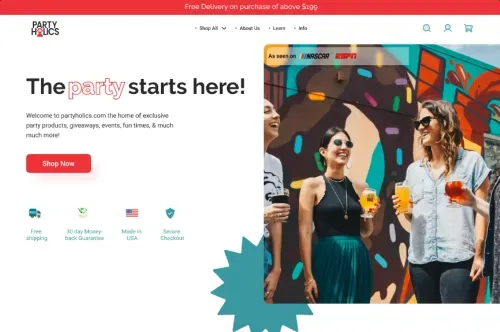 Free Delivery on purchase of above $199
PARTY
HOLICS
Shop All
About Us
Learn
Info
The party starts here!
As seen on NASCAR ESPN
Welcome to partyholics.com the home of exclusive
party products, giveaways, events, fun times, & much
much more!
Shop Now
Free
shipping
30 day Money-
back Guarantee
Made in
USA
Secure
Checkout